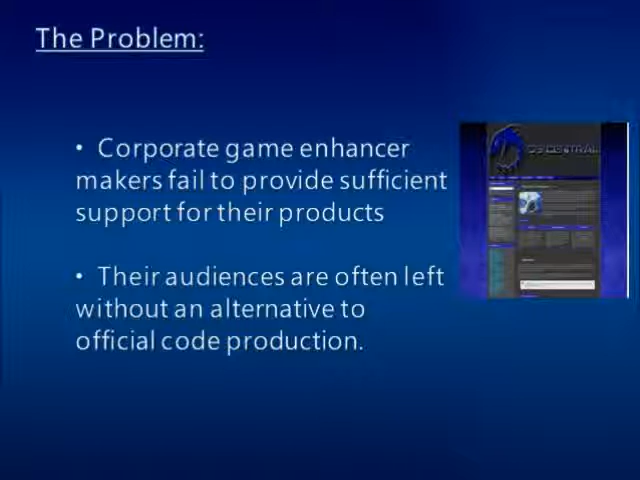 The Problem:
• Corporate game enhancer
makers fail to provide sufficient
support for their products
• Their audiences are often left
without an alternative to
official code production.